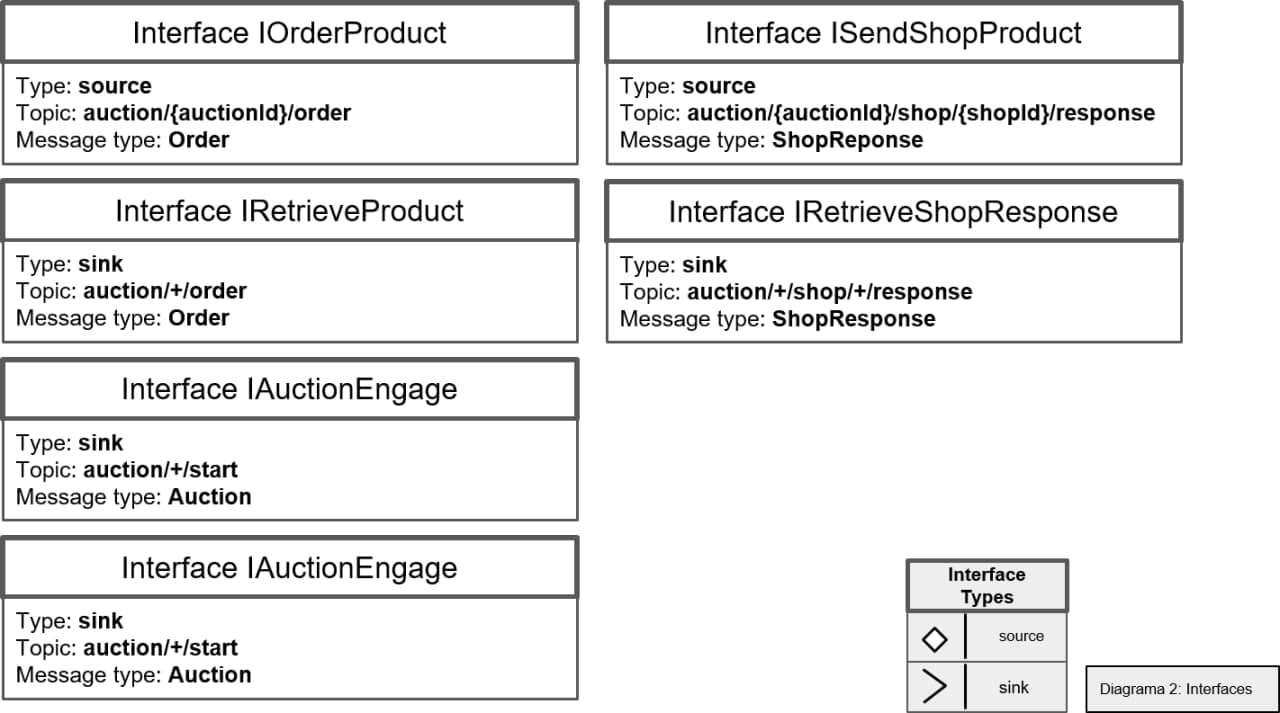 Interface IOrderProduct
Type: source
Topic: auction/{auctionId}/order
Message type: Order
Interface IRetrieveProduct
Type: sink
Topic: auction/+/order
Message type: Order
Interface IAuctionEngage
Type: sink
Topic: auction/+/start
Message type: Auction
Interface IAuctionEngage
Type: sink
Topic: auction/+/start
Message type: Auction
Interface ISendShopProduct
Type: source
Topic: auction/{auctionId}/shop/{shopId}/response
Message type: ShopReponse
Interface IRetrieveShopResponse
Type: sink
Topic: auction/+/shop/+/response
Message type: ShopResponse
Interface
Types
source
sink
Diagrama 2: Interfaces